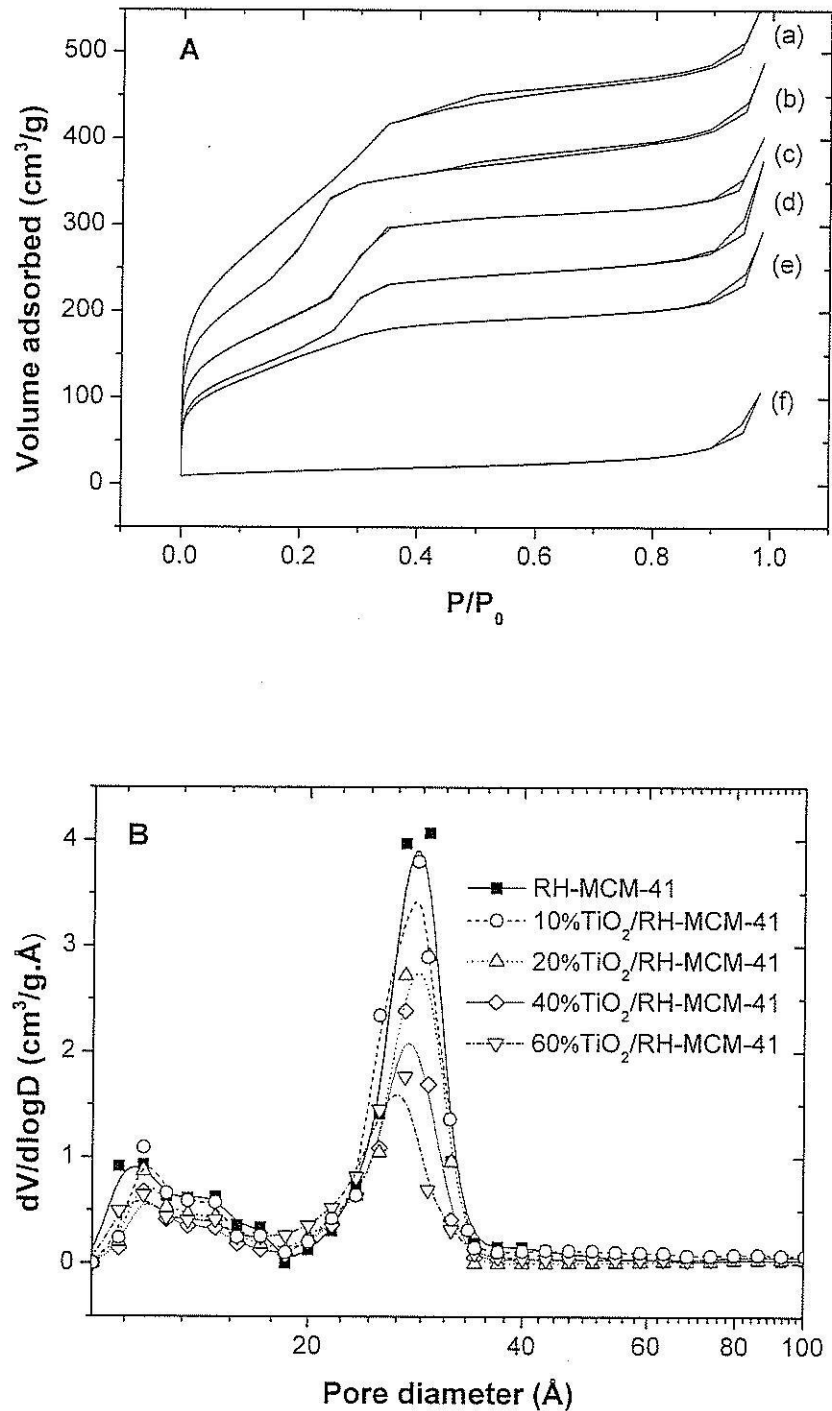 A
Volume adsorbed (cm³/g)
500
400
300
200
100
0
(a)
(b)
(c)
(d)
(e)
(f)
0.0 0.2 0.4 0.6 0.8 1.0
P/P₀
B
dV/dlogD (cm³/g.Å)
4
3
2
1
0
RH-MCM-41
10%TiO₂/RH-MCM-41
20%TiO₂/RH-MCM-41
40%TiO₂/RH-MCM-41
60%TiO₂/RH-MCM-41
20 40 60 80 100
Pore diameter (Å)